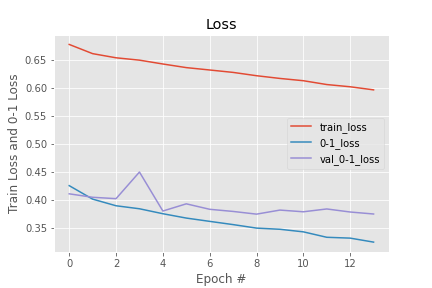 Loss
Train Loss and 0-1 Loss
0.65
0.60
0.55
0.50
0.45
0.40
0.35
train_loss
0-1_loss
val_0-1_loss
0 2 4 6 8 10 12
Epoch #